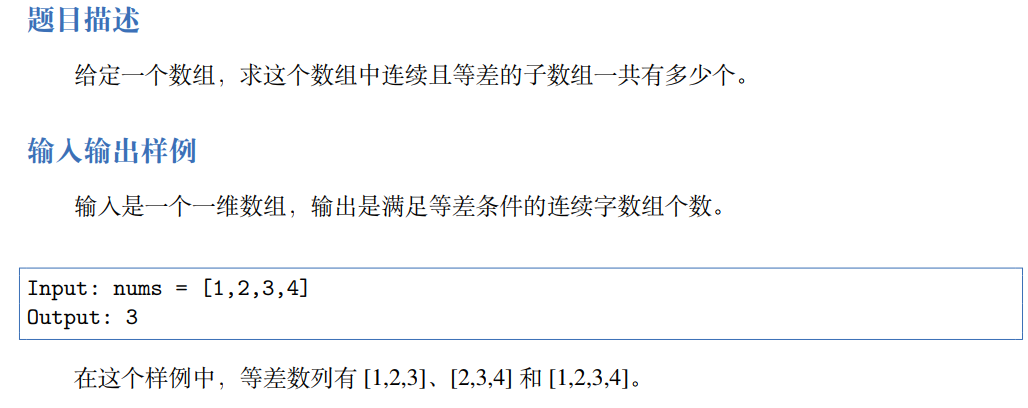 题目描述
给定一个数组，求这个数组中连续且等差的子数组一共有多少个。
输入输出样例
输入是一个一维数组，输出是满足等差条件的连续字数组个数。
Input: nums = [1,2,3,4]
Output: 3
在这个样例中，等差数列有 [1,2,3]、[2,3,4] 和 [1,2,3,4]。